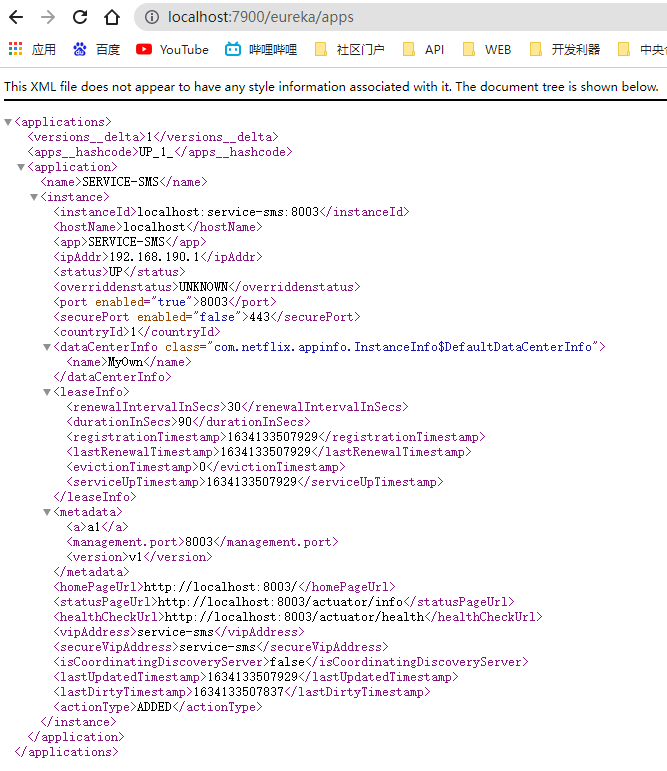 localhost:7900/eureka/apps
应用 百度 YouTube 哔哩哔哩 社区门户 API WEB 开发利器 中央仓
This XML file does not appear to have any style information associated with it. The document tree is shown below.
▼<applications>
<versions__delta>1</versions__delta>
<apps__hashcode>UP_1_</apps__hashcode>
▼<application>
<name>SERVICE-SMS</name>
▼<instance>
<instanceId>localhost:service-sms:8003</instanceId>
<hostName>localhost</hostName>
<app>SERVICE-SMS</app>
<ipAddr>192.168.190.1</ipAddr>
<status>UP</status>
<overriddenstatus>UNKNOWN</overriddenstatus>
<port enabled="true">8003</port>
<securePort enabled="false">443</securePort>
<countryId>1</countryId>
▼<dataCenterInfo class="com.netflix.appinfo.InstanceInfo$DefaultDataCenterInfo">
<name>MyOwn</name>
</dataCenterInfo>
▼<leaseInfo>
<renewalIntervalInSecs>30</renewalIntervalInSecs>
<durationInSecs>90</durationInSecs>
<registrationTimestamp>1634133507929</registrationTimestamp>
<lastRenewalTimestamp>1634133507929</lastRenewalTimestamp>
<evictionTimestamp>0</evictionTimestamp>
<serviceUpTimestamp>1634133507929</serviceUpTimestamp>
</leaseInfo>
▼<metadata>
<a>a1</a>
<management.port>8003</management.port>
<version>v1</version>
</metadata>
<homePageUrl>http://localhost:8003/</homePageUrl>
<statusPageUrl>http://localhost:8003/actuator/info</statusPageUrl>
<healthCheckUrl>http://localhost:8003/actuator/health</healthCheckUrl>
<vipAddress>service-sms</vipAddress>
<secureVipAddress>service-sms</secureVipAddress>
<isCoordinatingDiscoveryServer>false</isCoordinatingDiscoveryServer>
<lastUpdatedTimestamp>1634133507929</lastUpdatedTimestamp>
<lastDirtyTimestamp>1634133507837</lastDirtyTimestamp>
<actionType>ADDED</actionType>
</instance>
</application>
</applications>